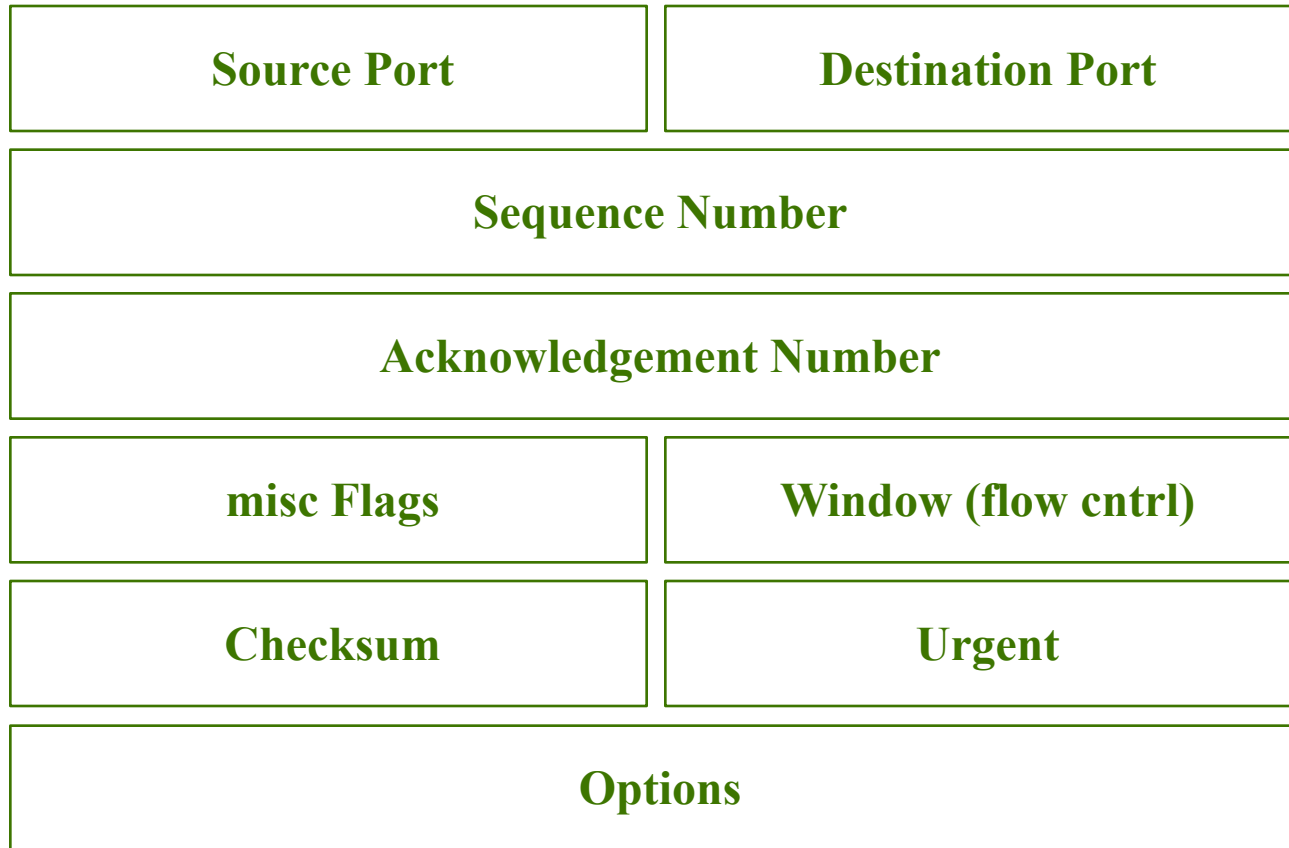 Source Port
Destination Port
Sequence Number
Acknowledgement Number
misc Flags
Window (flow cntrl)
Checksum
Urgent
Options